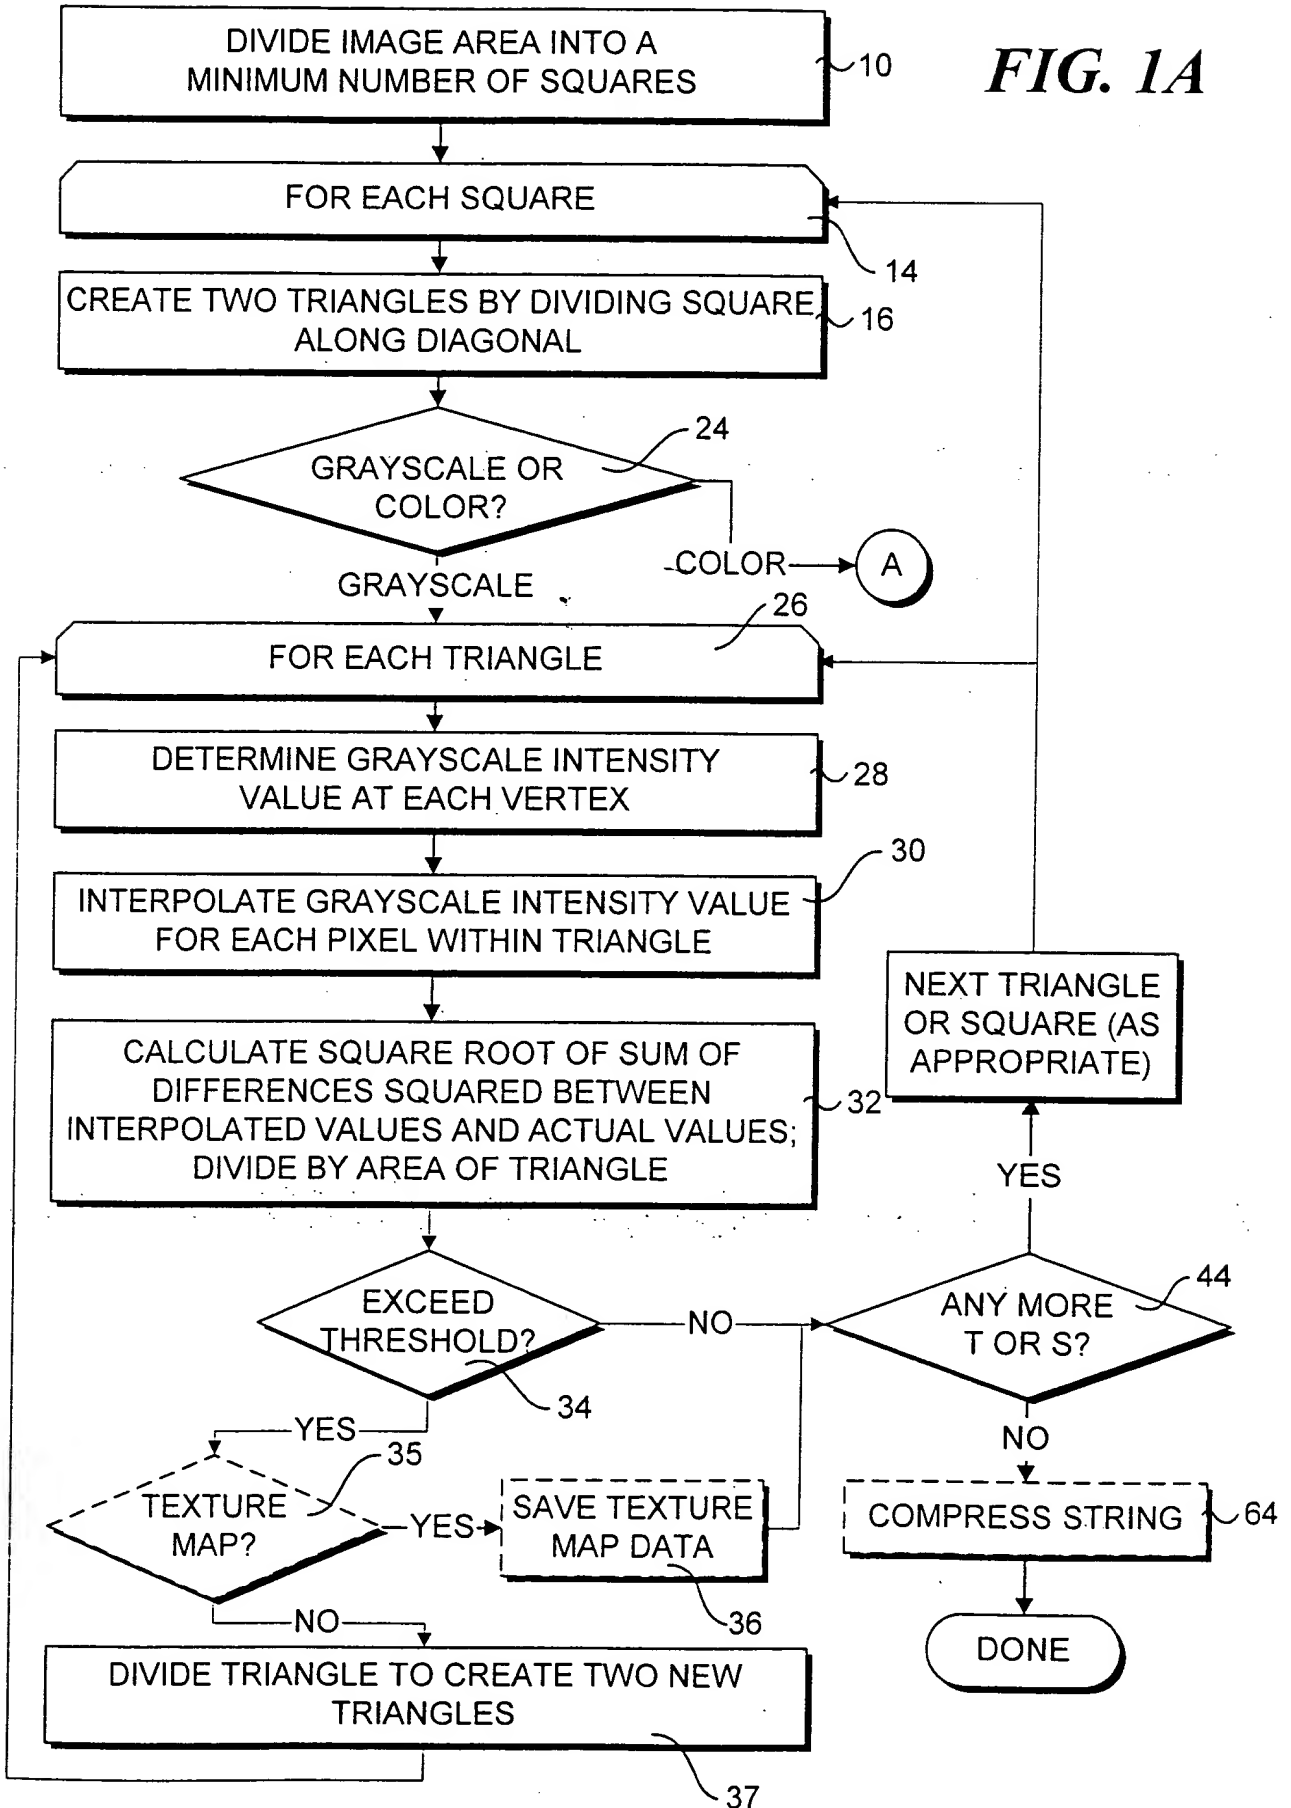 DIVIDE IMAGE AREA INTO A
MINIMUM NUMBER OF SQUARES
10
FIG. 1A
FOR EACH SQUARE
14
CREATE TWO TRIANGLES BY DIVIDING SQUARE
ALONG DIAGONAL
16
24
GRAYSCALE OR
COLOR?
COLOR
A
GRAYSCALE
26
FOR EACH TRIANGLE
DETERMINE GRAYSCALE INTENSITY
VALUE AT EACH VERTEX
28
30
INTERPOLATE GRAYSCALE INTENSITY VALUE
FOR EACH PIXEL WITHIN TRIANGLE
NEXT TRIANGLE
OR SQUARE (AS
APPROPRIATE)
CALCULATE SQUARE ROOT OF SUM OF
DIFFERENCES SQUARED BETWEEN
INTERPOLATED VALUES AND ACTUAL VALUES;
DIVIDE BY AREA OF TRIANGLE
32
YES
EXCEED
THRESHOLD?
34
NO
44
ANY MORE
T OR S?
YES
35
NO
TEXTURE
MAP?
YES
SAVE TEXTURE
MAP DATA
36
COMPRESS STRING
64
NO
DONE
DIVIDE TRIANGLE TO CREATE TWO NEW
TRIANGLES
37